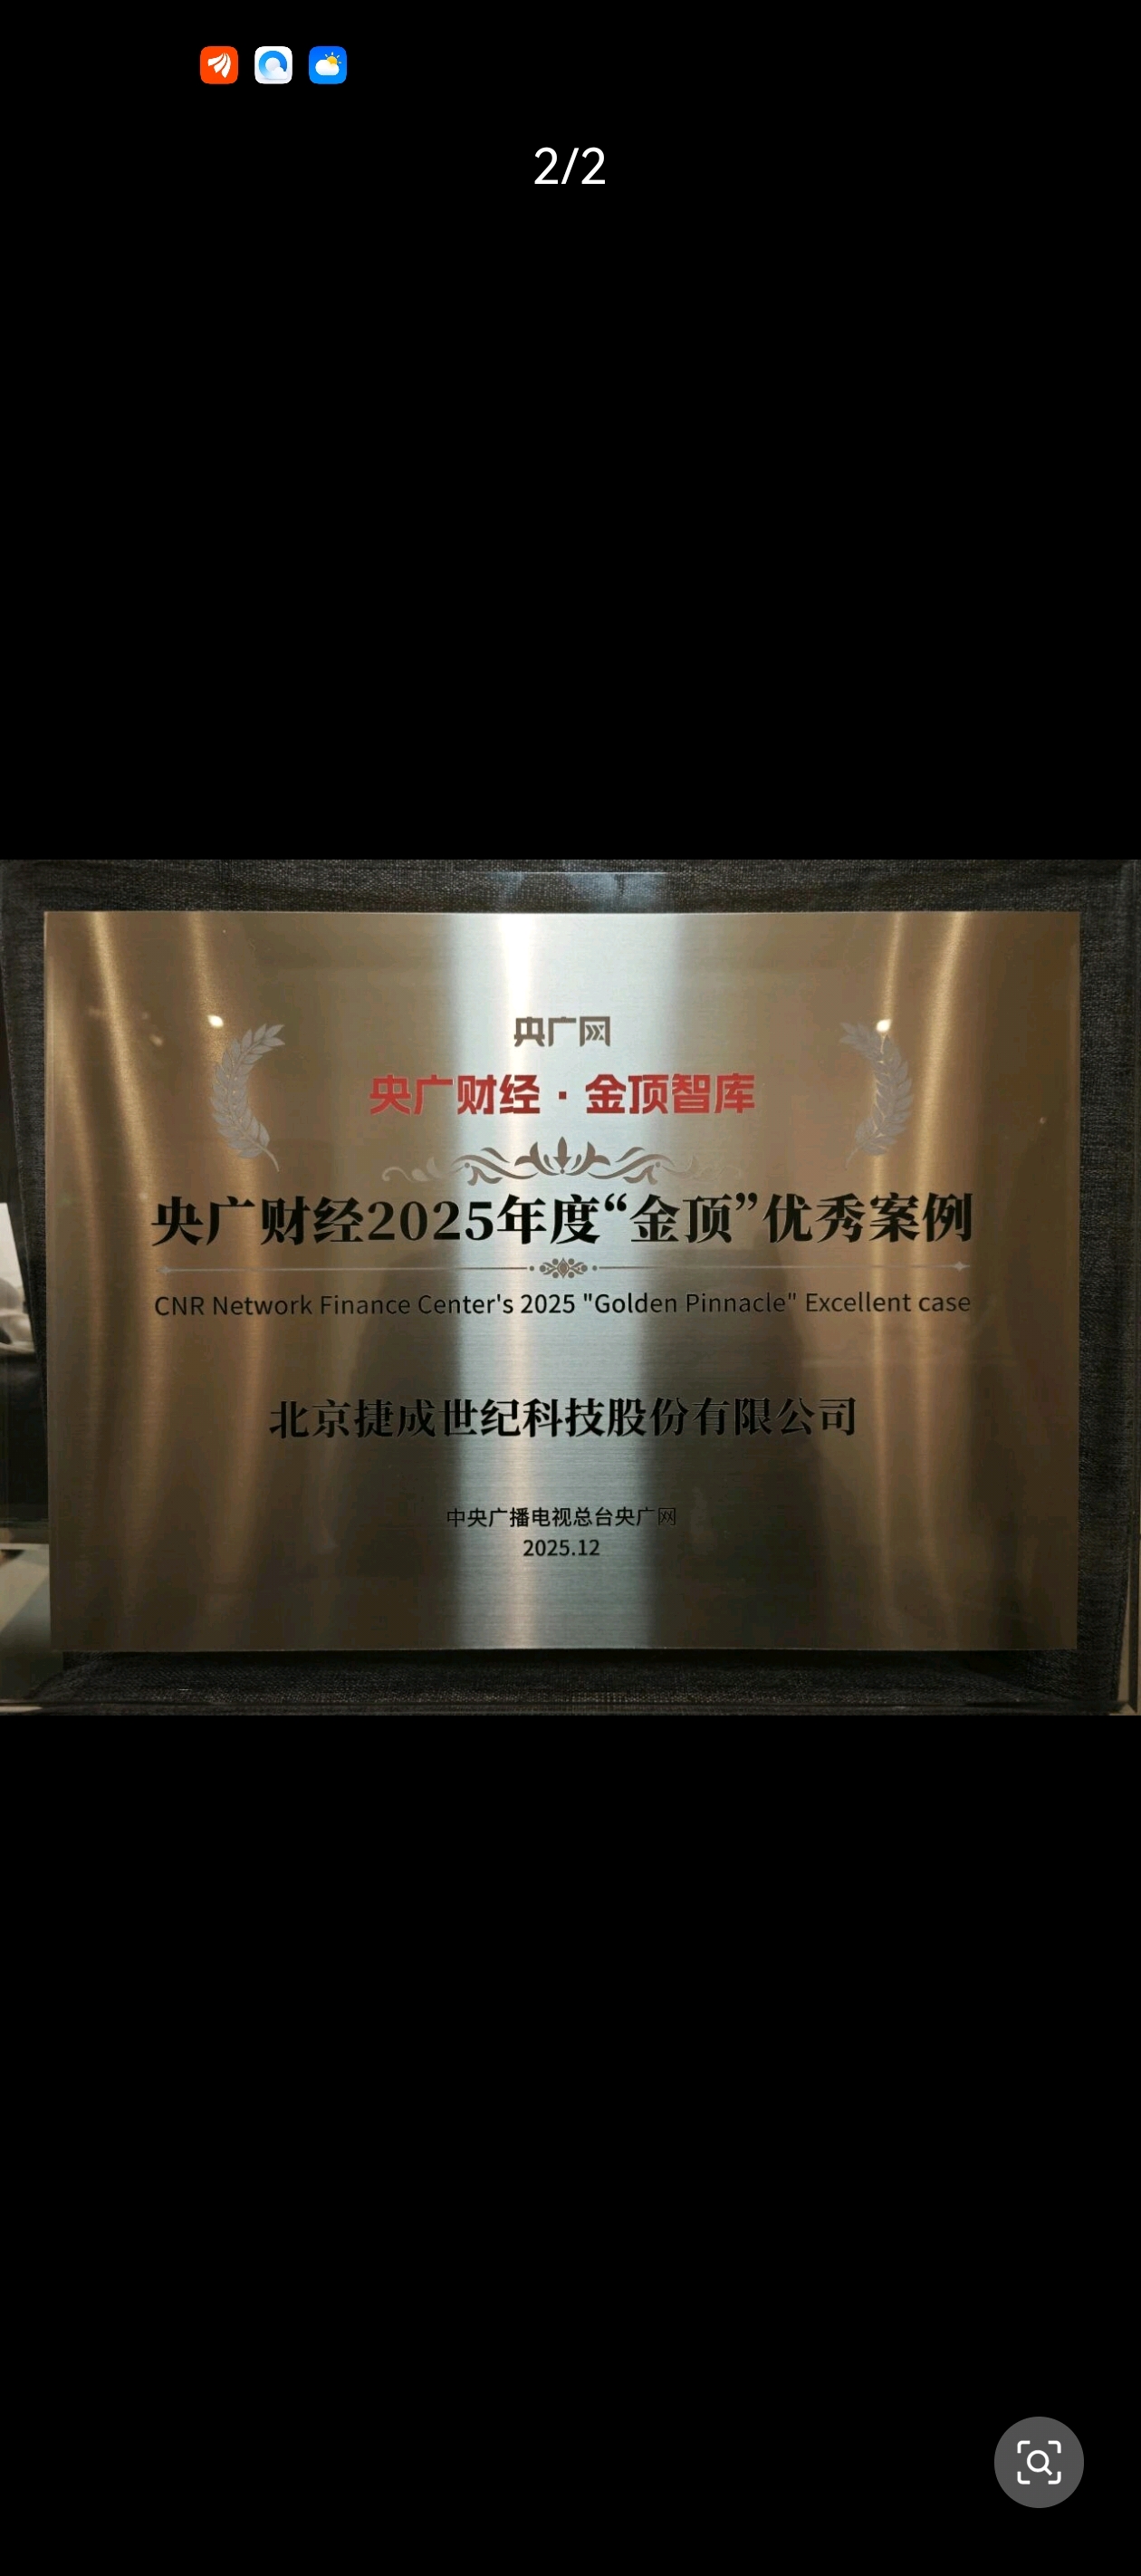 2/2
央广网
央广财经·金顶智库
央广财经2025年度“金顶”优秀案例
CNR Network Finance Center's 2025 "Golden Pinnacle" Excellent case
北京捷成世纪科技股份有限公司
中央广播电视总台央广网
2025.12